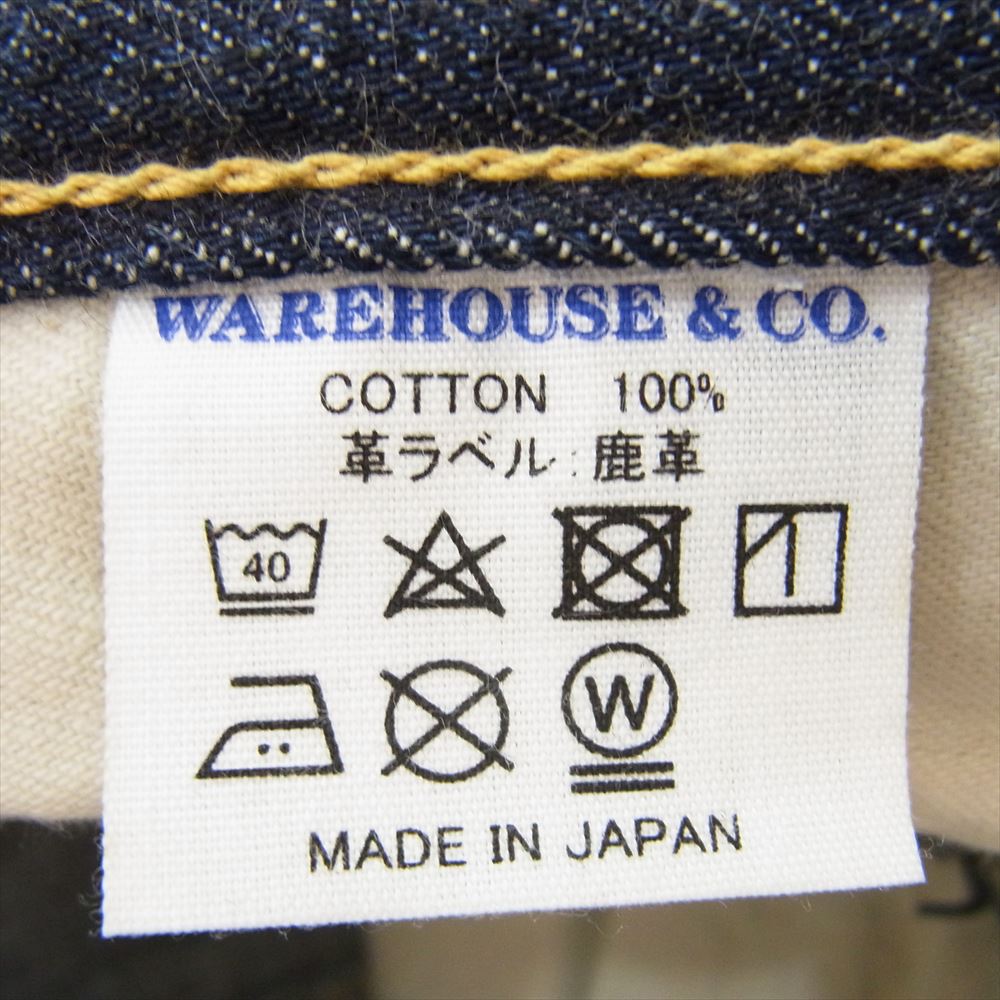 WAREHOUSE & CO.
COTTON 100%
革ラベル:鹿革
40
W
MADE IN JAPAN